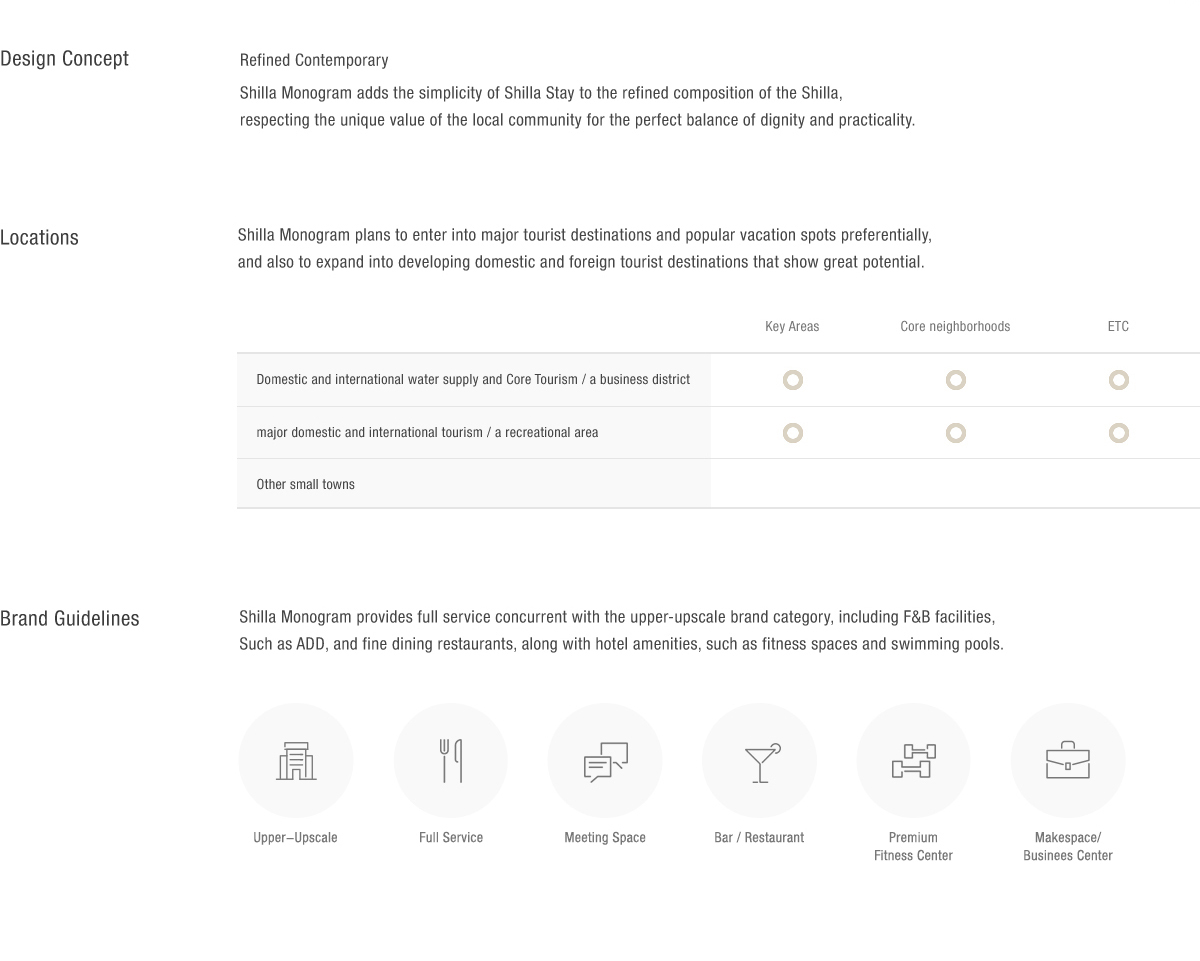 Design Concept
Refined Contemporary
Shilla Monogram adds the simplicity of Shilla Stay to the refined composition of the Shilla,
respecting the unique value of the local community for the perfect balance of dignity and practicality.
Locations
Shilla Monogram plans to enter into major tourist destinations and popular vacation spots preferentially,
and also to expand into developing domestic and foreign tourist destinations that show great potential.
Key Areas Core neighborhoods ETC
Domestic and international water supply and Core Tourism / a business district
major domestic and international tourism / a recreational area
Other small towns
Brand Guidelines
Shilla Monogram provides full service concurrent with the upper-upscale brand category, including F&B facilities,
Such as ADD, and fine dining restaurants, along with hotel amenities, such as fitness spaces and swimming pools.
Upper–Upscale
Full Service
Meeting Space
Bar / Restaurant
Premium
Fitness Center
Makespace/
Businees Center